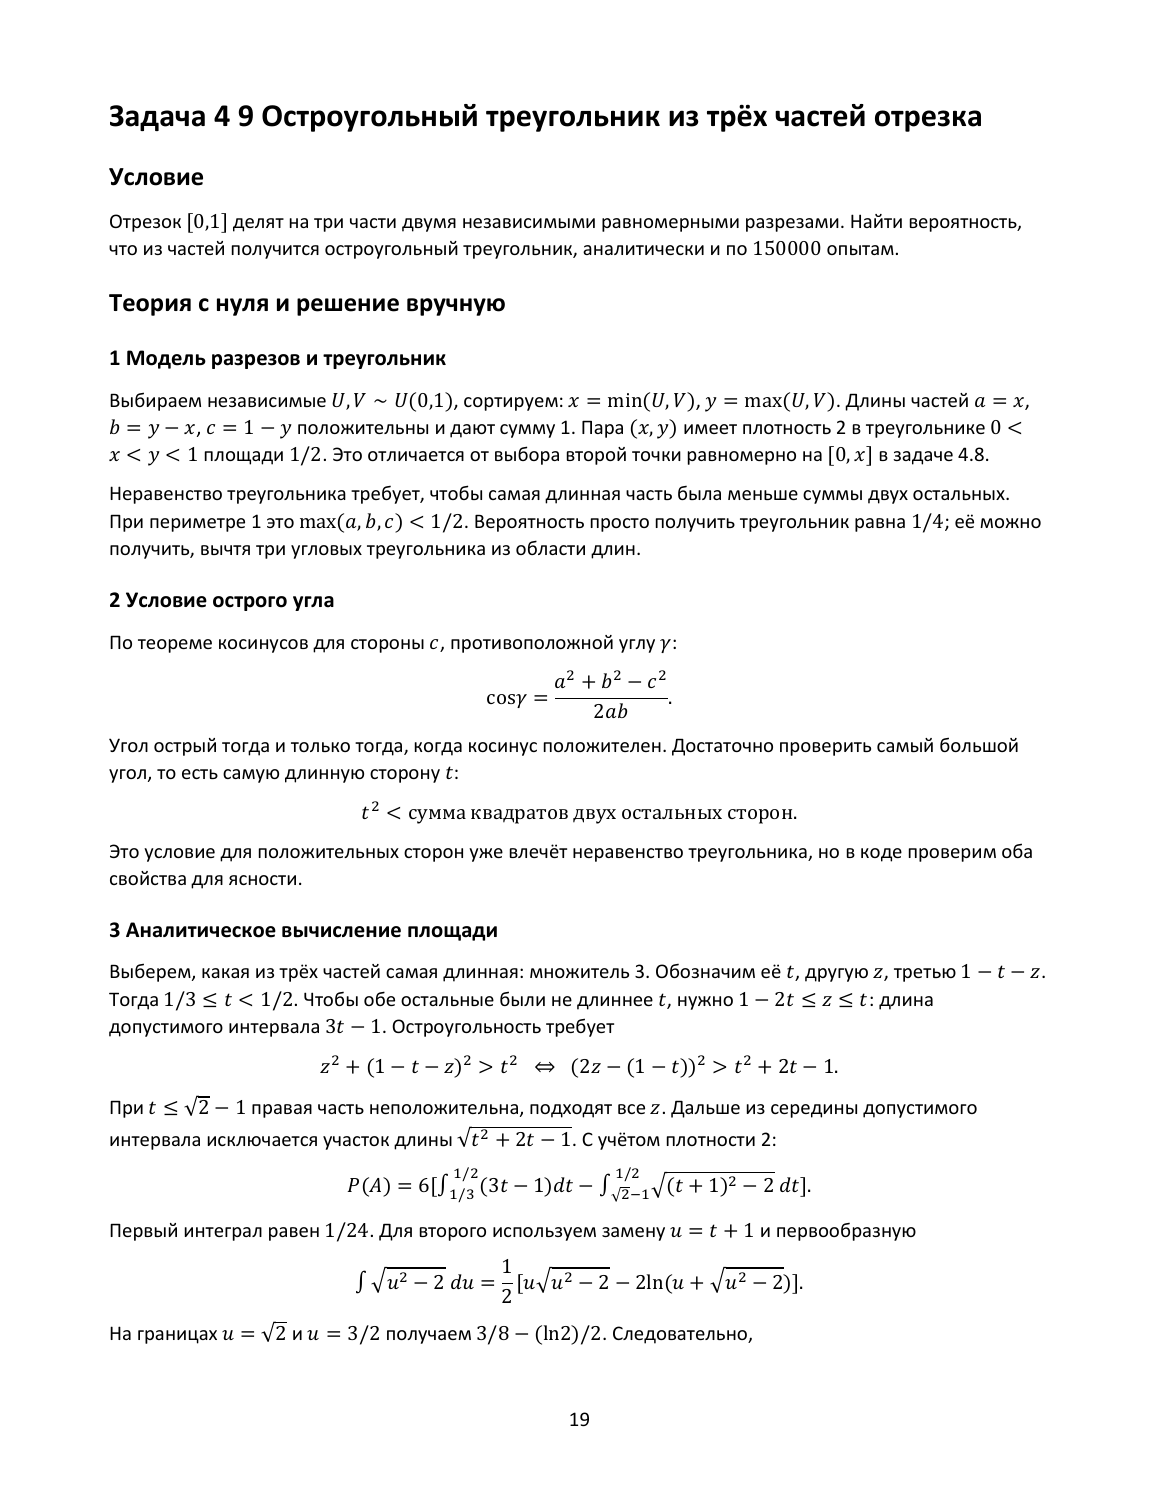 Задача 4 9 Остроугольный треугольник из трёх частей отрезка
Условие
Отрезок [0,1] делят на три части двумя независимыми равномерными разрезами. Найти вероятность,
что из частей получится остроугольный треугольник, аналитически и по 150000 опытам.
Теория с нуля и решение вручную
1 Модель разрезов и треугольник
Выбираем независимые U, V ~ U(0,1), сортируем: x = min(U, V), y = max(U, V). Длины частей a = x,
b = y − x, c = 1 − y положительны и дают сумму 1. Пара (x, y) имеет плотность 2 в треугольнике 0 <
x < y < 1 площади 1/2. Это отличается от выбора второй точки равномерно на [0, x] в задаче 4.8.
Неравенство треугольника требует, чтобы самая длинная часть была меньше суммы двух остальных.
При периметре 1 это max(a, b, c) < 1/2. Вероятность просто получить треугольник равна 1/4; её можно
получить, вычтя три угловых треугольника из области длин.
2 Условие острого угла
По теореме косинусов для стороны c, противоположной углу γ:
cosγ = (a² + b² − c²)/(2ab).
Угол острый тогда и только тогда, когда косинус положителен. Достаточно проверить самый большой
угол, то есть самую длинную сторону t:
t² < сумма квадратов двух остальных сторон.
Это условие для положительных сторон уже влечёт неравенство треугольника, но в коде проверим оба
свойства для ясности.
3 Аналитическое вычисление площади
Выберем, какая из трёх частей самая длинная: множитель 3. Обозначим её t, другую z, третью 1 − t − z.
Тогда 1/3 ≤ t < 1/2. Чтобы обе остальные были не длиннее t, нужно 1 − 2t ≤ z ≤ t: длина
допустимого интервала 3t − 1. Остроугольность требует
z² + (1 − t − z)² > t² ⇔ (2z − (1 − t))² > t² + 2t − 1.
При t ≤ √2 − 1 правая часть неположительна, подходят все z. Дальше из середины допустимого
интервала исключается участок длины √(t² + 2t − 1). С учётом плотности 2:
P(A) = 6[∫_{1/3}^{1/2}(3t − 1)dt − ∫_{√2−1}^{1/2}√((t + 1)² − 2) dt].
Первый интеграл равен 1/24. Для второго используем замену u = t + 1 и первообразную
∫ √(u² − 2) du = 1/2 [u√(u² − 2) − 2ln(u + √(u² − 2))].
На границах u = √2 и u = 3/2 получаем 3/8 − (ln2)/2. Следовательно,
19